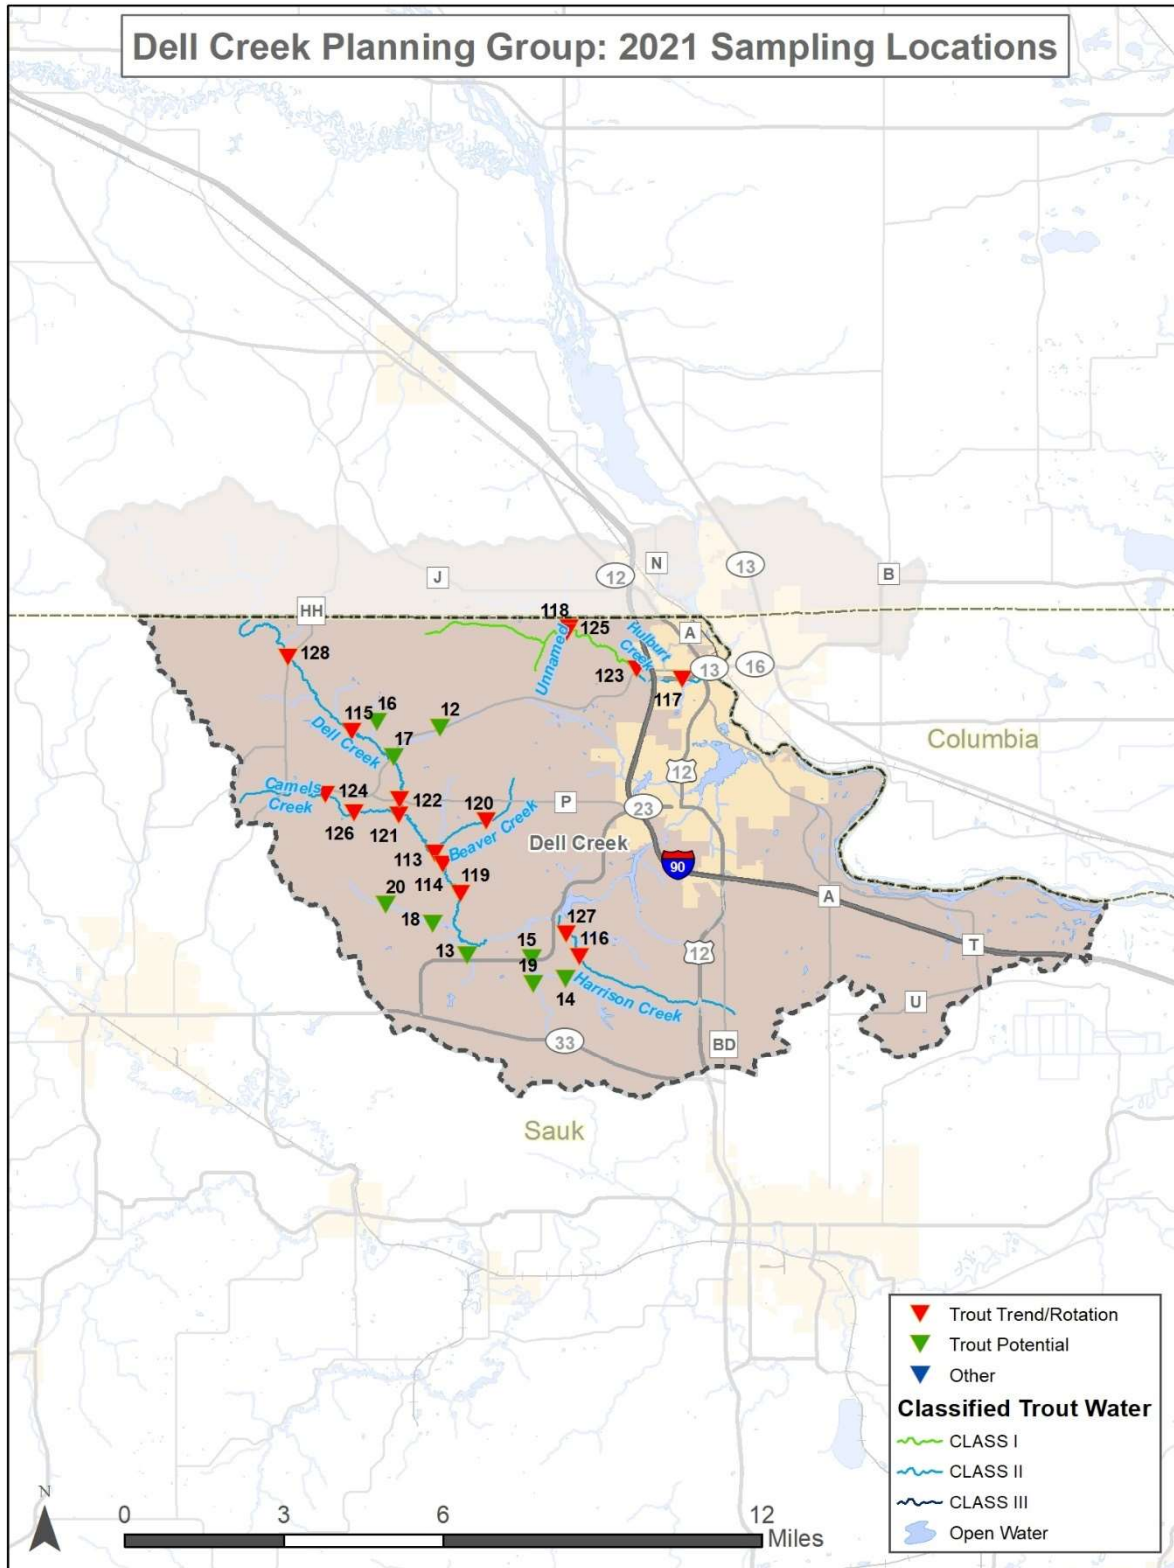 Dell Creek Planning Group: 2021 Sampling Locations
12
N
13
J
B
HH
118
125
A
Unnamed
Hulburt
Creek
128
123
13
16
117
115
16
12
Dell Creek
17
Columbia
12
Camels
Creek
124
122
120
P
23
126
121
Beaver Creek
Dell Creek
113
90
114
119
A
20
18
127
116
13
15
12
T
19
14
Harrison Creek
U
33
BD
Sauk
Trout Trend/Rotation
Trout Potential
Other
Classified Trout Water
CLASS I
CLASS II
CLASS III
Open Water
N
0
3
6
12
Miles